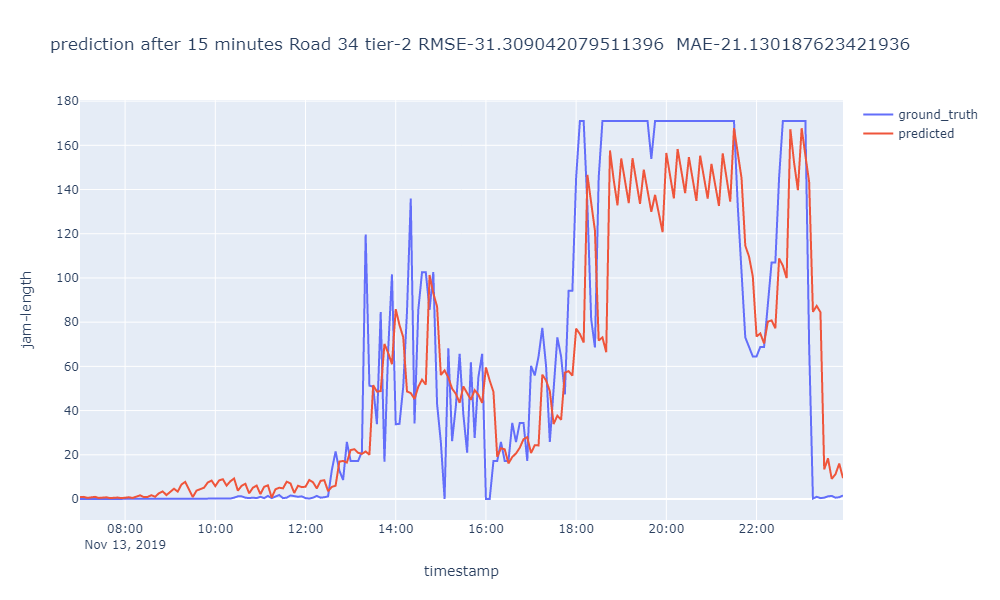 prediction after 15 minutes Road 34 tier-2 RMSE-31.309042079511396  MAE-21.130187623421936
ground_truth
predicted
jam-length
180
160
140
120
100
80
60
40
20
0
08:00 10:00 12:00 14:00 16:00 18:00 20:00 22:00
Nov 13, 2019
timestamp